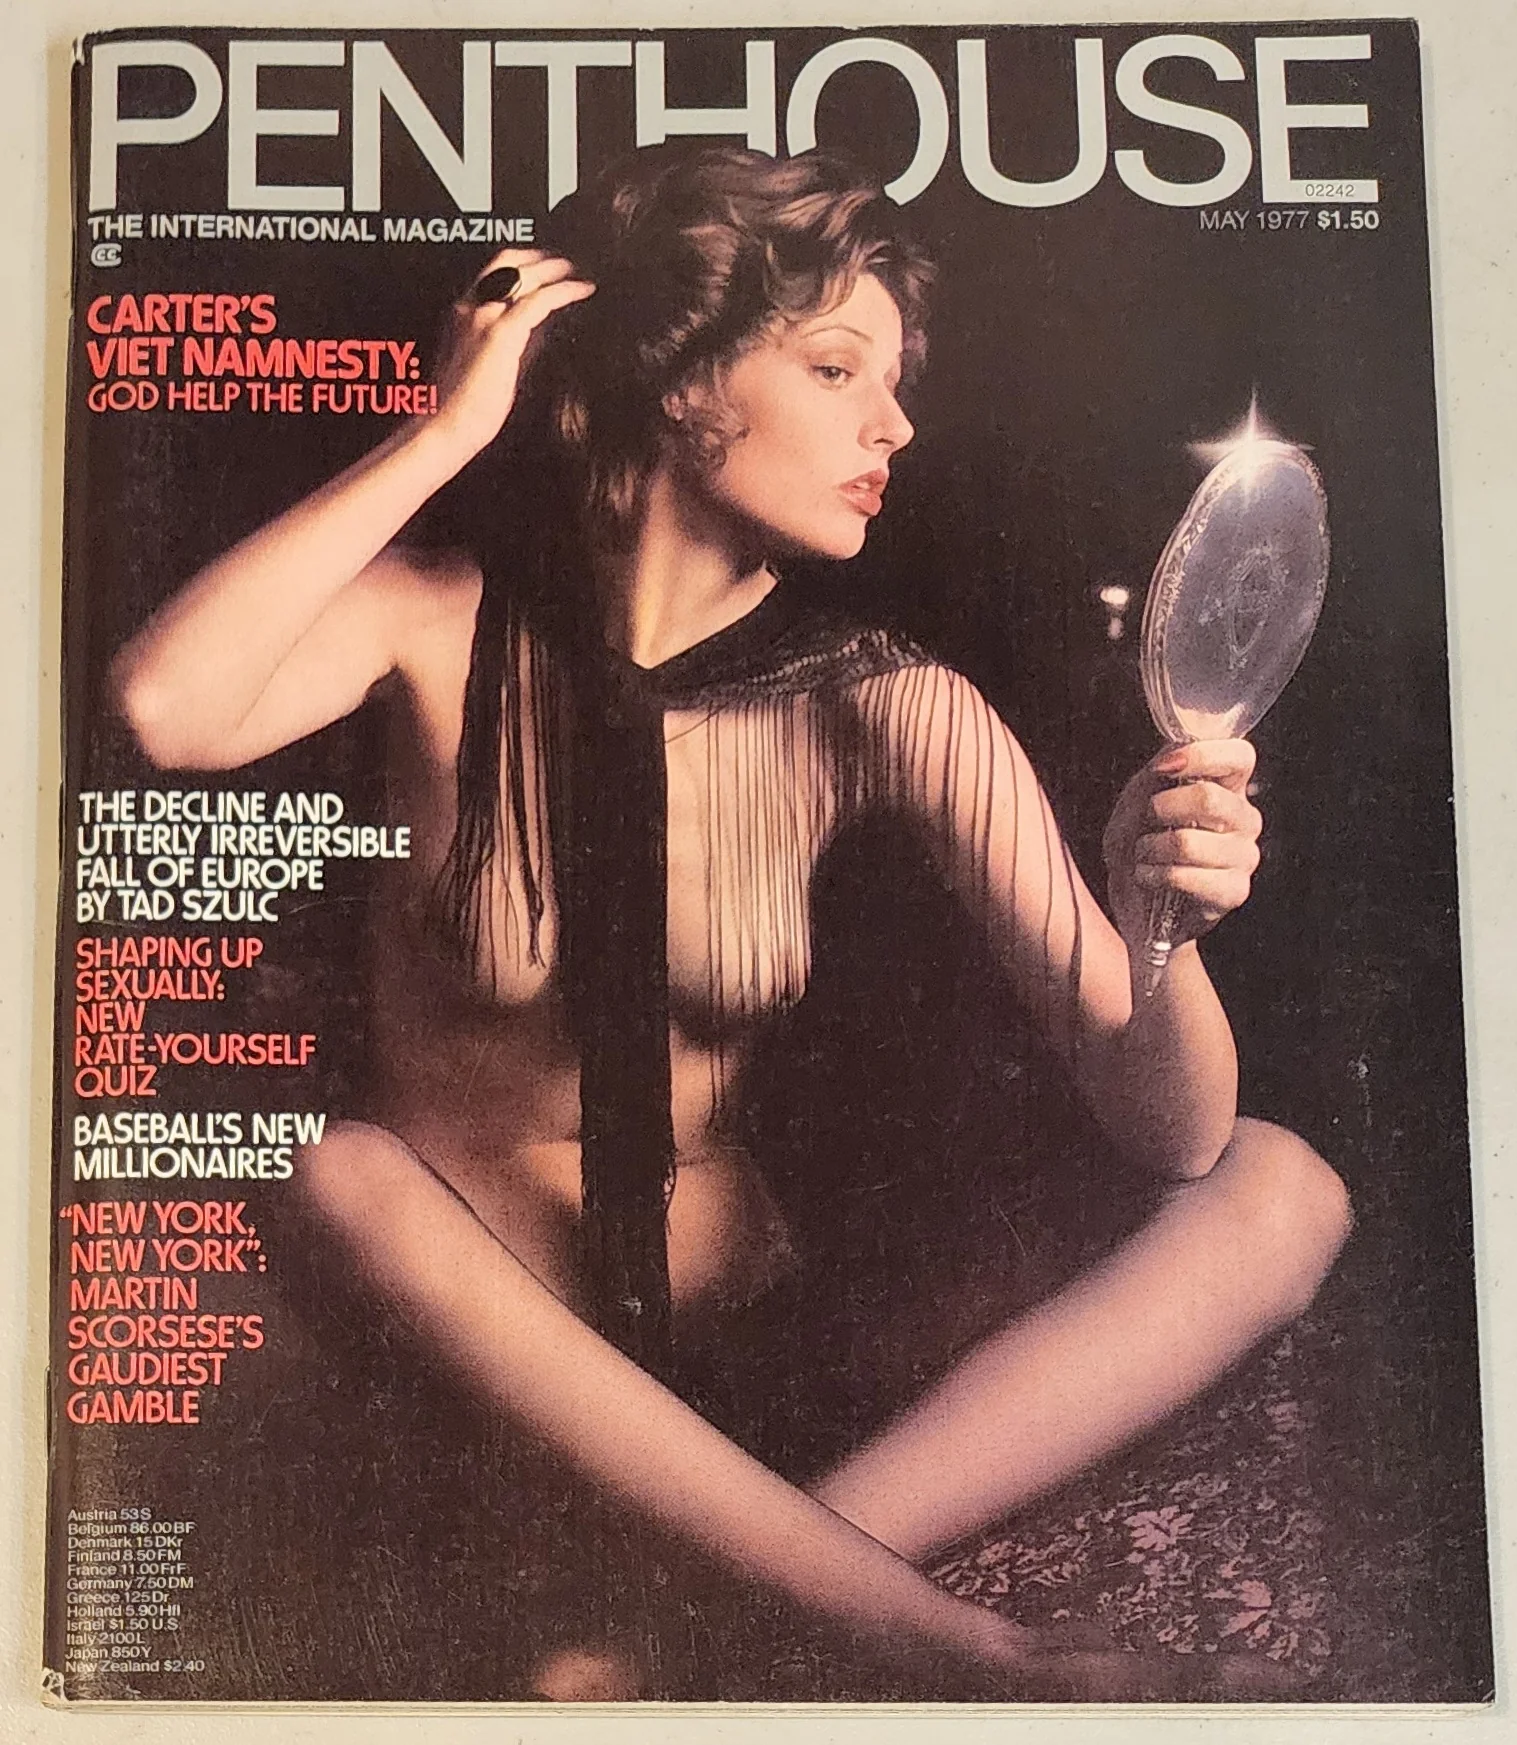 PENTHOUSE
02242
THE INTERNATIONAL MAGAZINE
MAY 1977 $1.50
CC
CARTER'S
VIET NAMNESTY:
GOD HELP THE FUTURE!
THE DECLINE AND
UTTERLY IRREVERSIBLE
FALL OF EUROPE
BY TAD SZULC
SHAPING UP
SEXUALLY:
NEW
RATE-YOURSELF
QUIZ
BASEBALL'S NEW
MILLIONAIRES
"NEW YORK,
NEW YORK":
MARTIN
SCORSESE'S
GAUDIEST
GAMBLE
Austria 53 S
Belgium 86.00 BF
Denmark 15 DKr
Finland 8.50 FM
France 11.00 FrF
Germany 7.50 DM
Greece 125 Dr
Holland 5.90 Hfl
Israel $1.50 U.S.
Italy 2100 L
Japan 850 Y
New Zealand $2.40